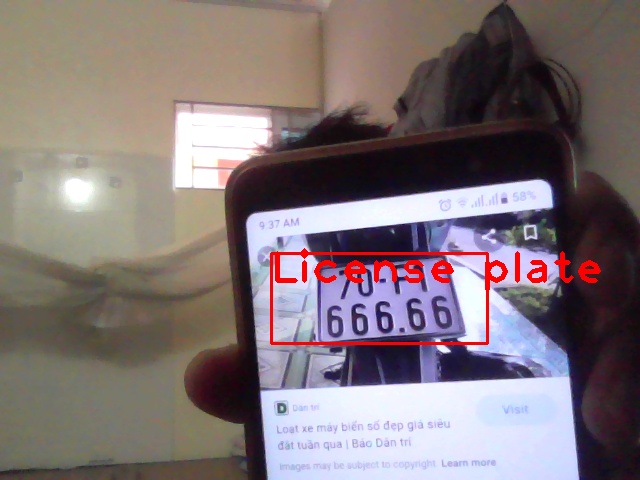 9:37 AM
58%
License plate
70-F1
666.66
D Dân trí
Visit
Loạt xe máy biển số đẹp giá siêu
đắt tuần qua | Báo Dân trí
Images may be subject to copyright. Learn more